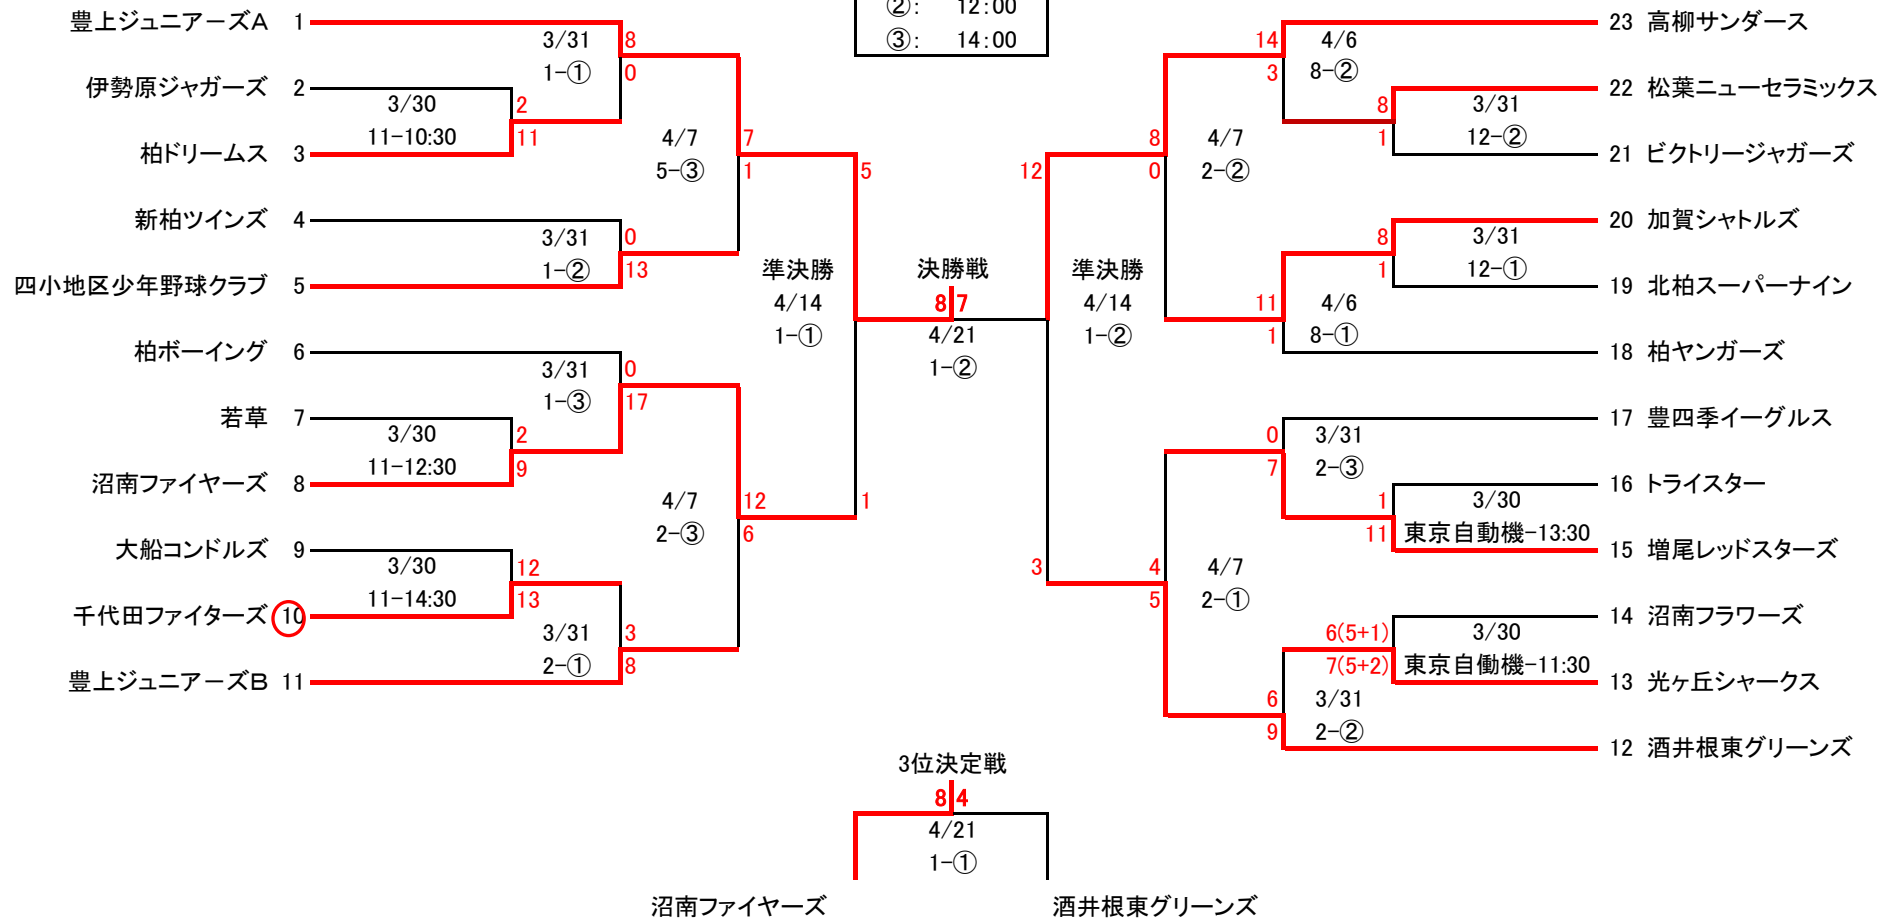 ②: 12:00
③: 14:00
豊上ジュニアーズA 1
伊勢原ジャガーズ 2
柏ドリームス 3
新柏ツインズ 4
四小地区少年野球クラブ 5
柏ボーイング 6
若草 7
沼南ファイヤーズ 8
大船コンドルズ 9
千代田ファイターズ 10
豊上ジュニアーズB 11
3/30
11-10:30
2
11
3/30
11-12:30
2
9
3/30
11-14:30
12
13
3/31
1-①
8
0
3/31
1-②
0
13
3/31
1-③
0
17
3/31
2-①
3
8
4/7
5-③
7
1
4/7
2-③
12
6
準決勝
4/14
1-①
5
1
決勝戦
8 7
4/21
1-②
準決勝
4/14
1-②
12
3
4/7
2-②
8
0
4/7
2-①
4
5
4/6
8-②
14
3
4/6
8-①
11
1
3/31
2-③
0
7
3/31
2-②
6
9
3/31
12-②
8
1
3/31
12-①
8
1
3/30
東京自動機-13:30
1
11
3/30
東京自働機-11:30
6(5+1)
7(5+2)
23 高柳サンダース
22 松葉ニューセラミックス
21 ビクトリージャガーズ
20 加賀シャトルズ
19 北柏スーパーナイン
18 柏ヤンガーズ
17 豊四季イーグルス
16 トライスター
15 増尾レッドスターズ
14 沼南フラワーズ
13 光ヶ丘シャークス
12 酒井根東グリーンズ
3位決定戦
8 4
4/21
1-①
沼南ファイヤーズ
酒井根東グリーンズ